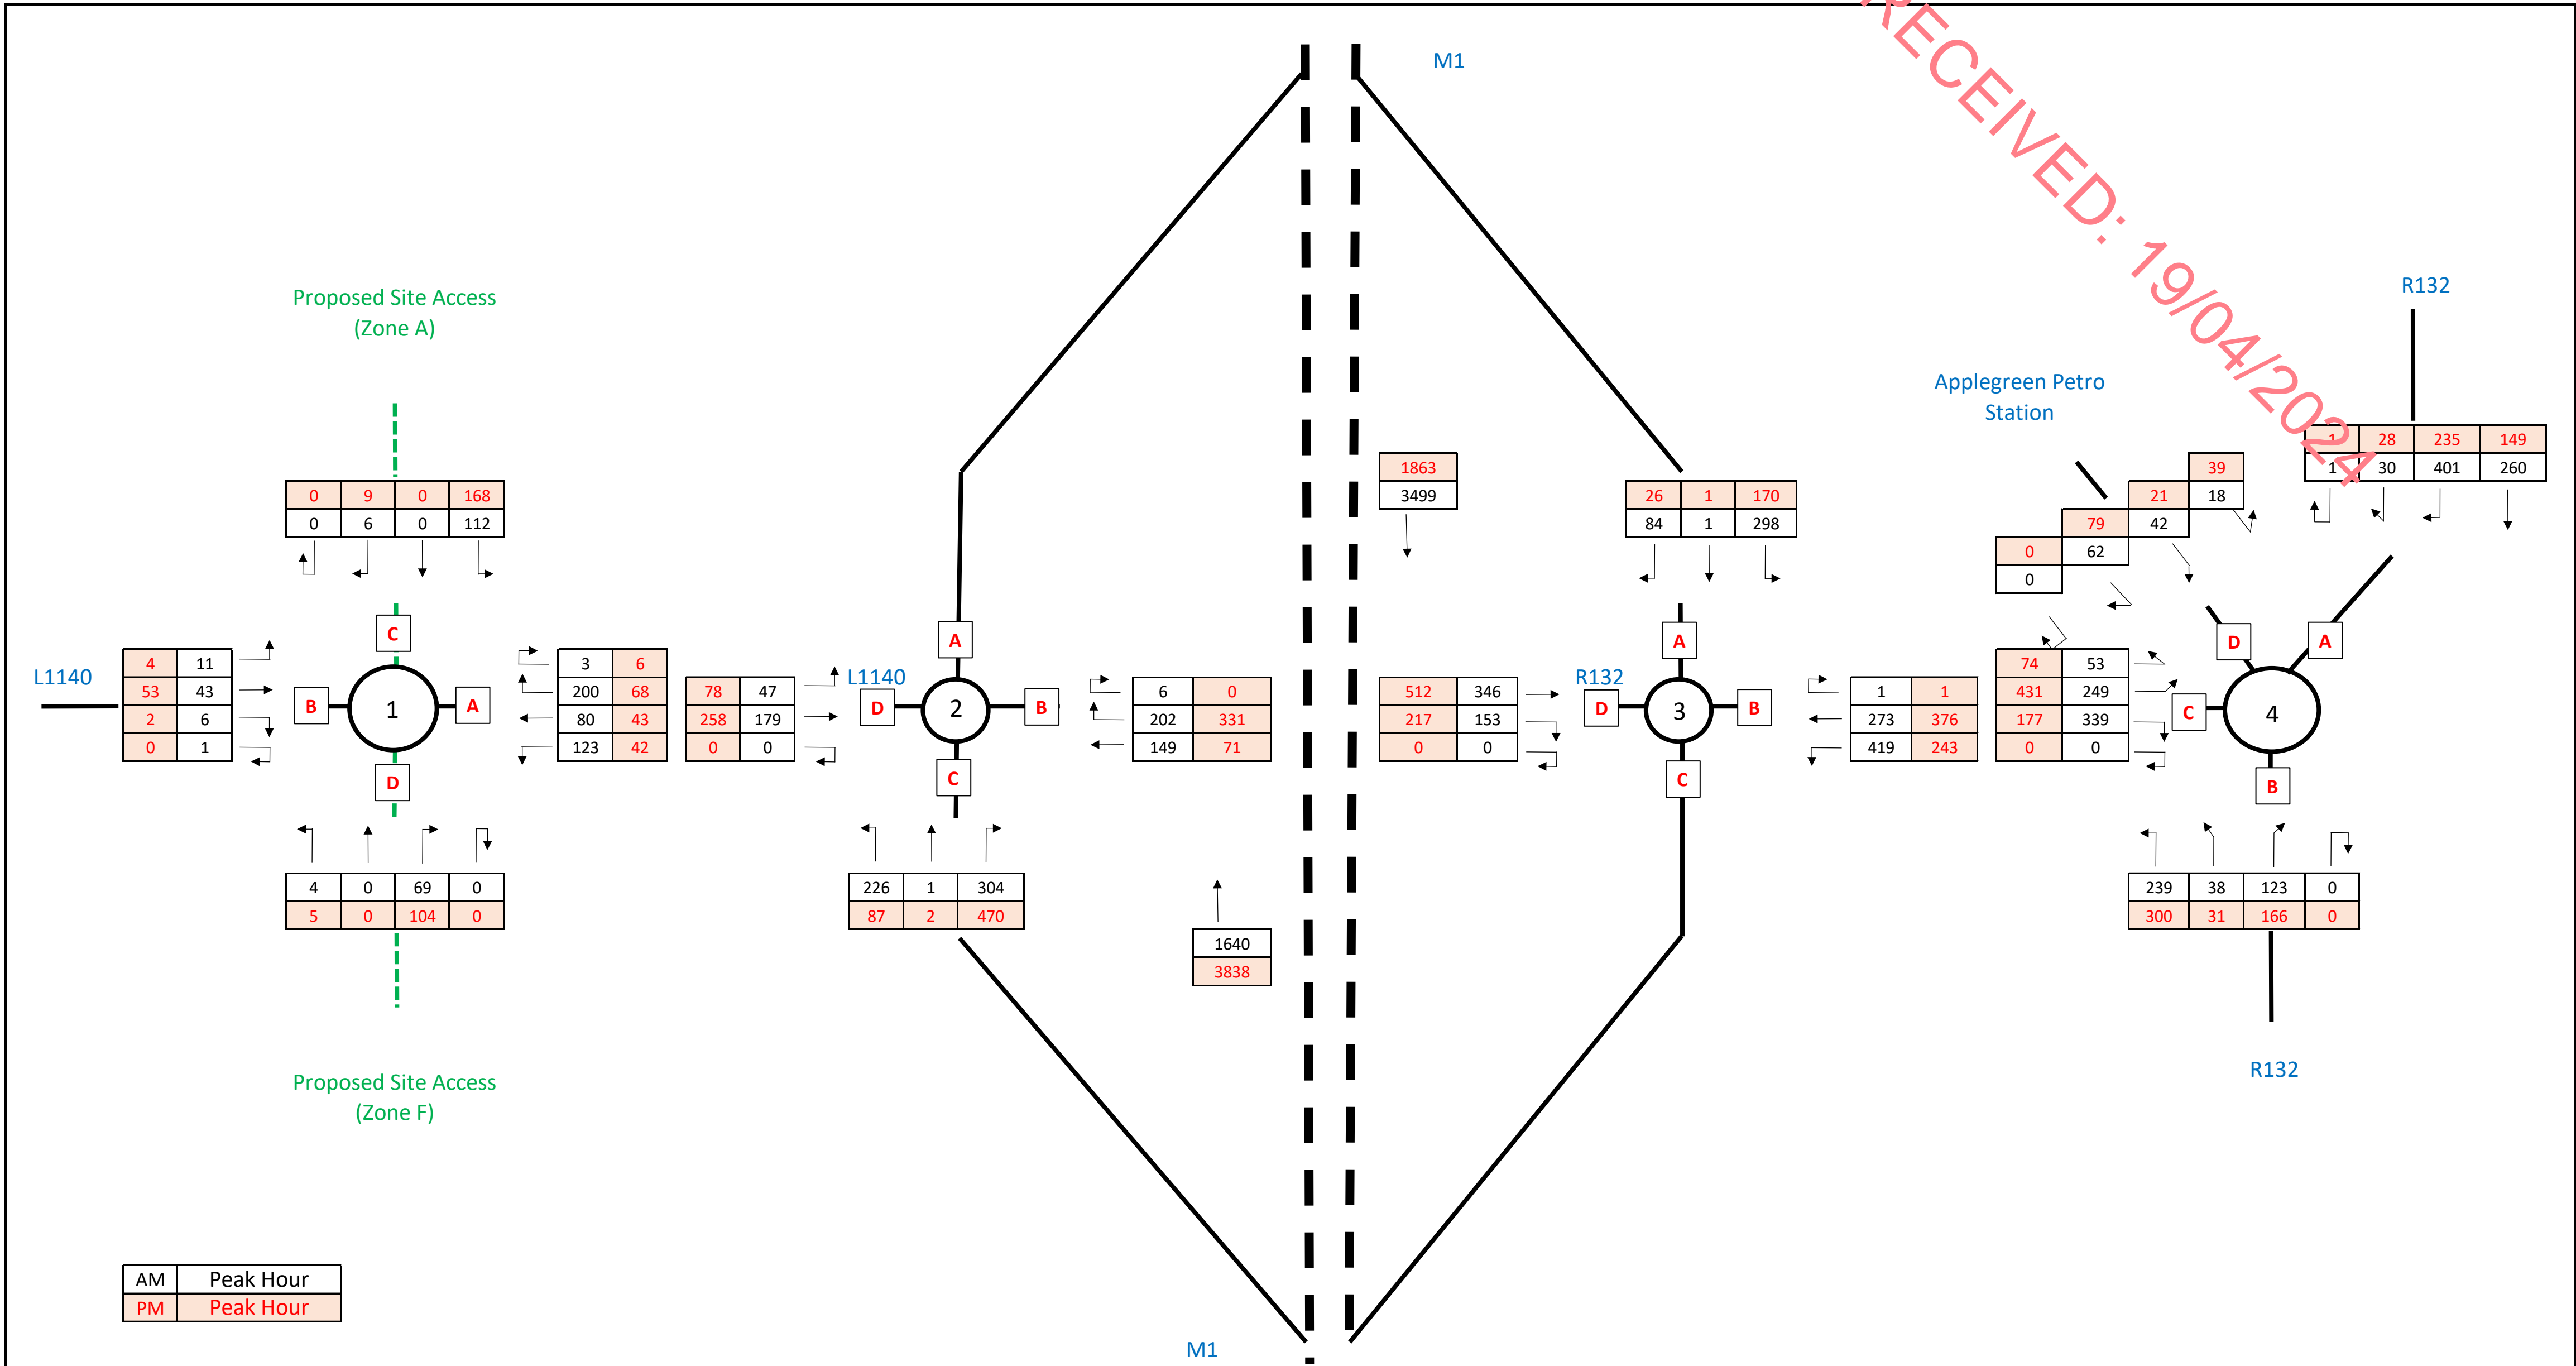 RECEIVED: 19/04/2024
M1
R132
Proposed Site Access
(Zone A)
Applegreen Petro
Station
1 28 235 149
1 30 401 260
1863
3499
39
21 18
79 42
0 62
0
0 9 0 168
0 6 0 112
26 1 170
84 1 298
C
A
A
D
A
L1140
4 11
53 43
2 6
0 1
B
1
A
D
3 6
200 68
80 43
123 42
78 47
258 179
0 0
L1140
D
2
B
C
6 0
202 331
149 71
512 346
217 153
0 0
R132
D
3
B
C
1 1
273 376
419 243
74 53
431 249
177 339
0 0
C
4
B
4 0 69 0
5 0 104 0
226 1 304
87 2 470
239 38 123 0
300 31 166 0
1640
3838
Proposed Site Access
(Zone F)
R132
AM Peak Hour
PM Peak Hour
M1